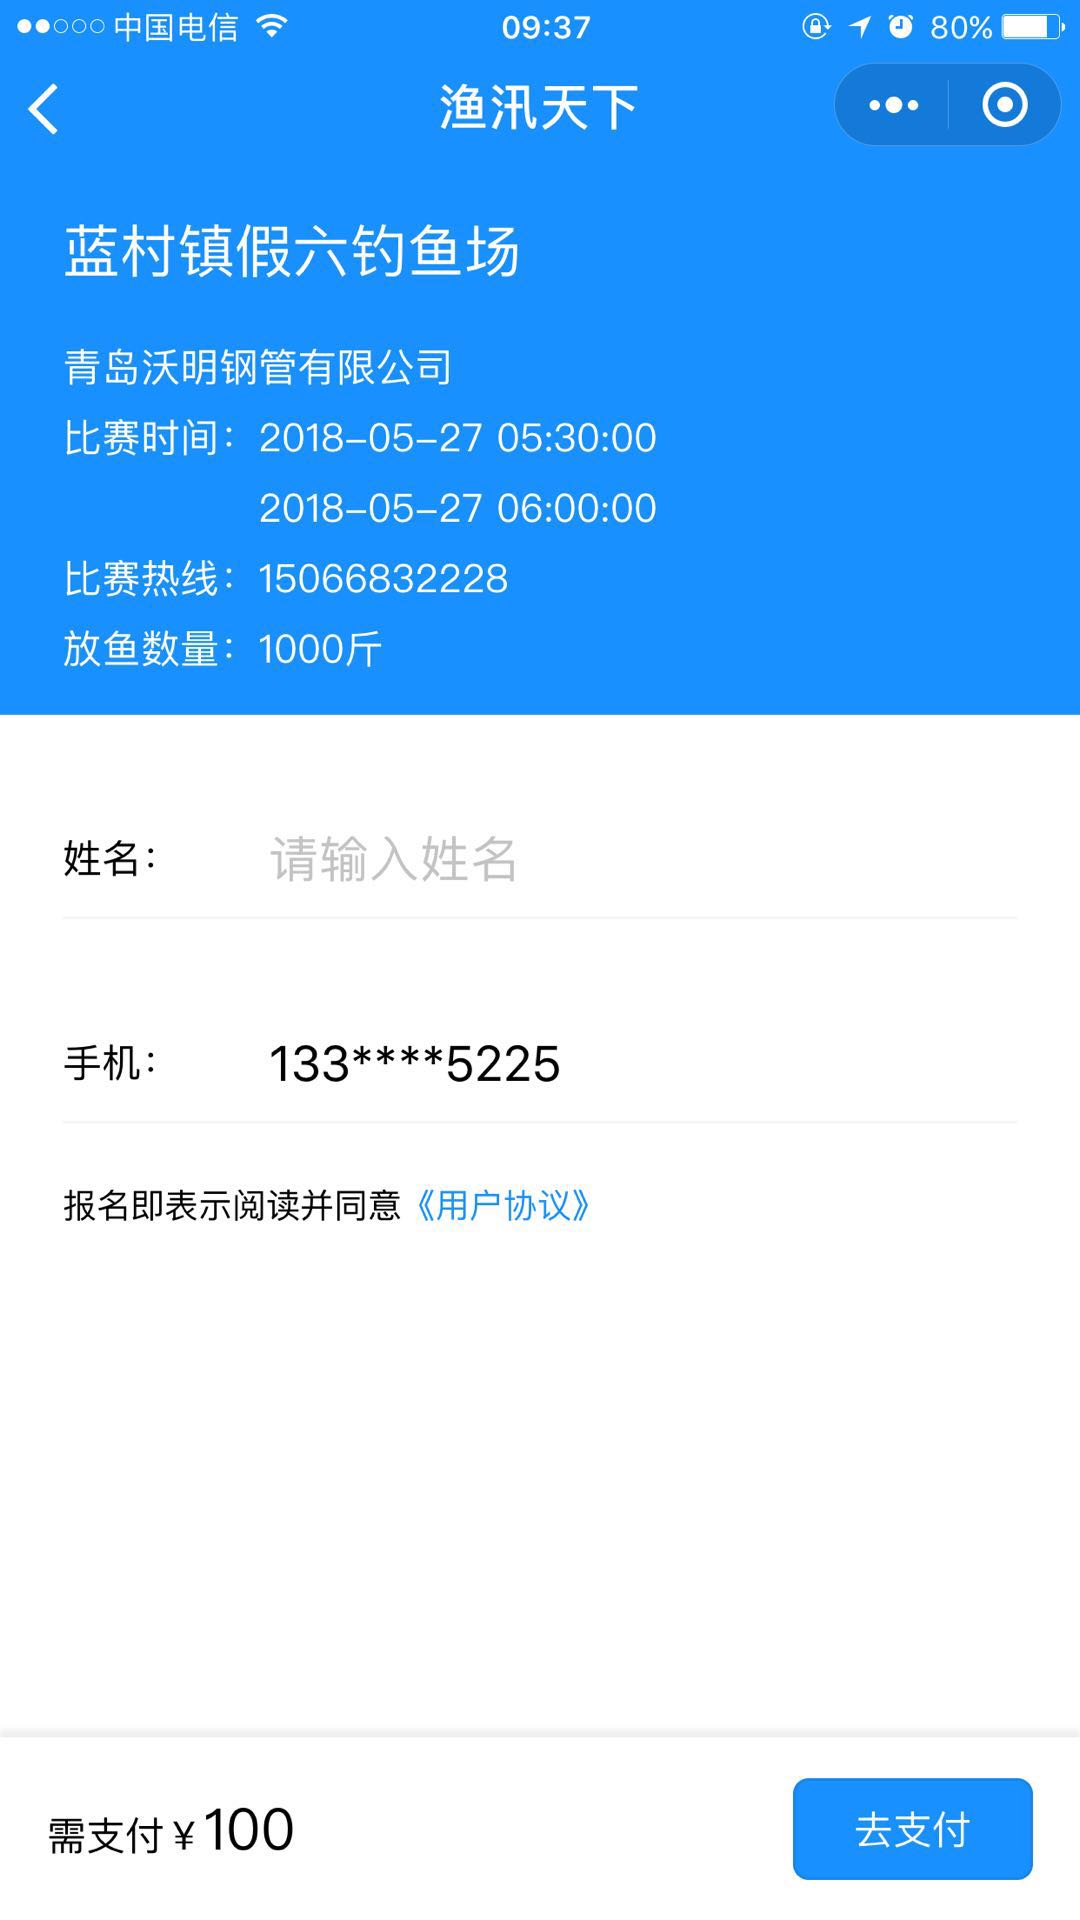 中国电信 09:37 80%
渔汛天下
蓝村镇假六钓鱼场
青岛沃明钢管有限公司
比赛时间：2018-05-27 05:30:00
2018-05-27 06:00:00
比赛热线：15066832228
放鱼数量：1000斤
姓名： 请输入姓名
手机： 133****5225
报名即表示阅读并同意《用户协议》
需支付￥100 去支付